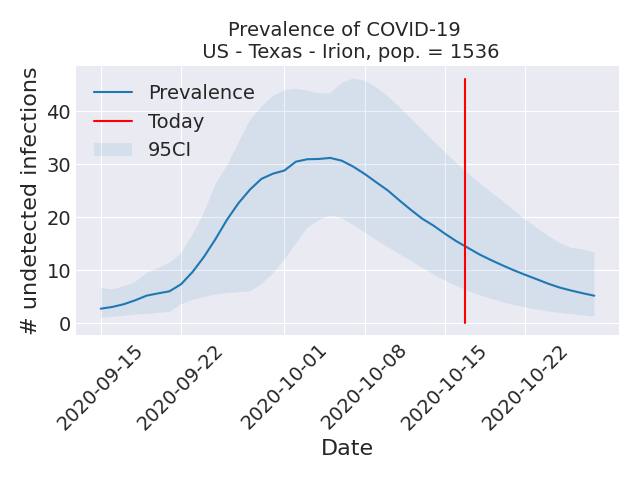 Prevalence of COVID-19
US - Texas - Irion, pop. = 1536
# undetected infections
40
30
20
10
0
Prevalence
Today
95CI
2020-09-15
2020-09-22
2020-10-01
2020-10-08
2020-10-15
2020-10-22
Date